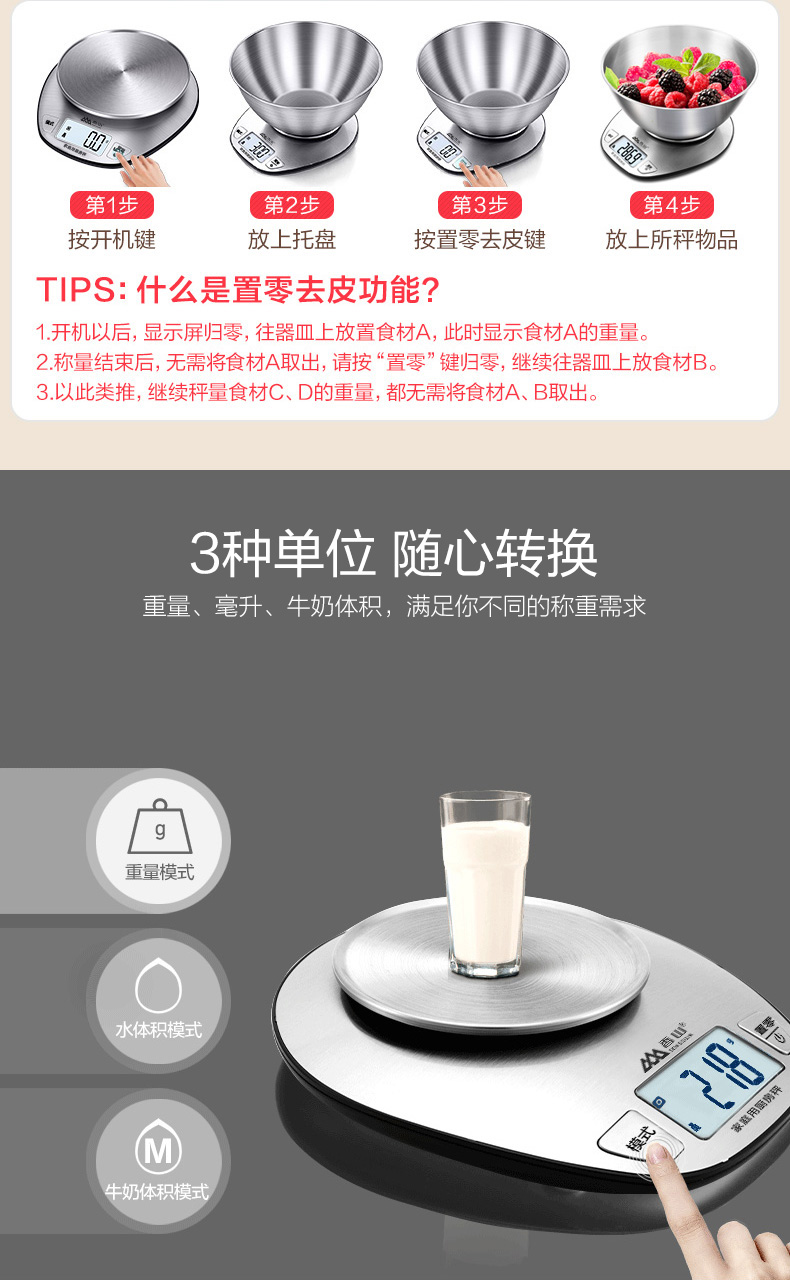 0.0
300
0.0
286.9
第1步
第2步
第3步
第4步
按开机键
放上托盘
按置零去皮键
放上所秤物品
TIPS：什么是置零去皮功能？
1.开机以后，显示屏归零，往器皿上放置食材A，此时显示食材A的重量。
2.称量结束后，无需将食材A取出，请按“置零”键归零，继续往器皿上放食材B。
3.以此类推，继续秤量食材C、D的重量，都无需将食材A、B取出。
3种单位 随心转换
重量、毫升、牛奶体积，满足你不同的称重需求
g
重量模式
水体积模式
M
牛奶体积模式
香山®
置零
218
g
家庭用厨房秤
模式